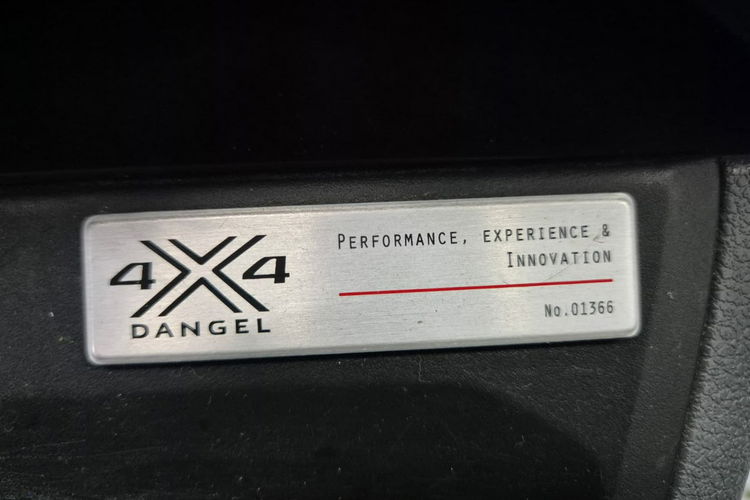 4X4
DANGEL
PERFORMANCE, EXPERIENCE &
INNOVATION
No.01366